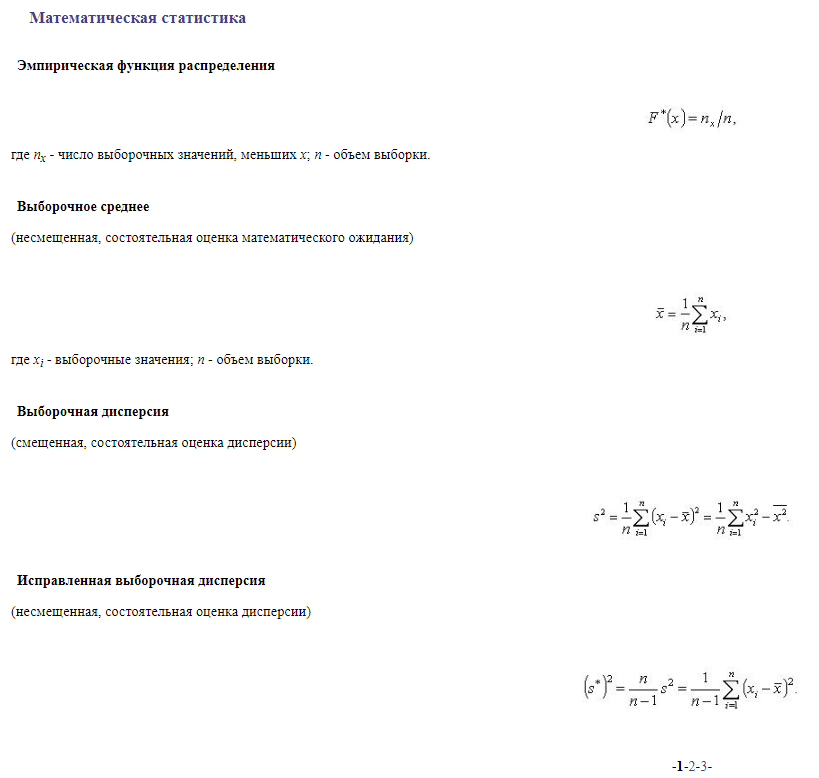 Математическая статистика
Эмпирическая функция распределения
F*(x) = nₓ/n,
где nₓ - число выборочных значений, меньших x; n - объем выборки.
Выборочное среднее
(несмещенная, состоятельная оценка математического ожидания)
x̄ = \frac{1}{n} \sum_{i=1}^{n} x_i,
где x_i - выборочные значения; n - объем выборки.
Выборочная дисперсия
(смещенная, состоятельная оценка дисперсии)
s^2 = \frac{1}{n} \sum_{i=1}^{n} (x_i - \bar{x})^2 = \frac{1}{n} \sum_{i=1}^{n} x_i^2 - \overline{x^2}.
Исправленная выборочная дисперсия
(несмещенная, состоятельная оценка дисперсии)
(s^*)^2 = \frac{n}{n-1} s^2 = \frac{1}{n-1} \sum_{i=1}^{n} (x_i - \bar{x})^2.
-1-2-3-